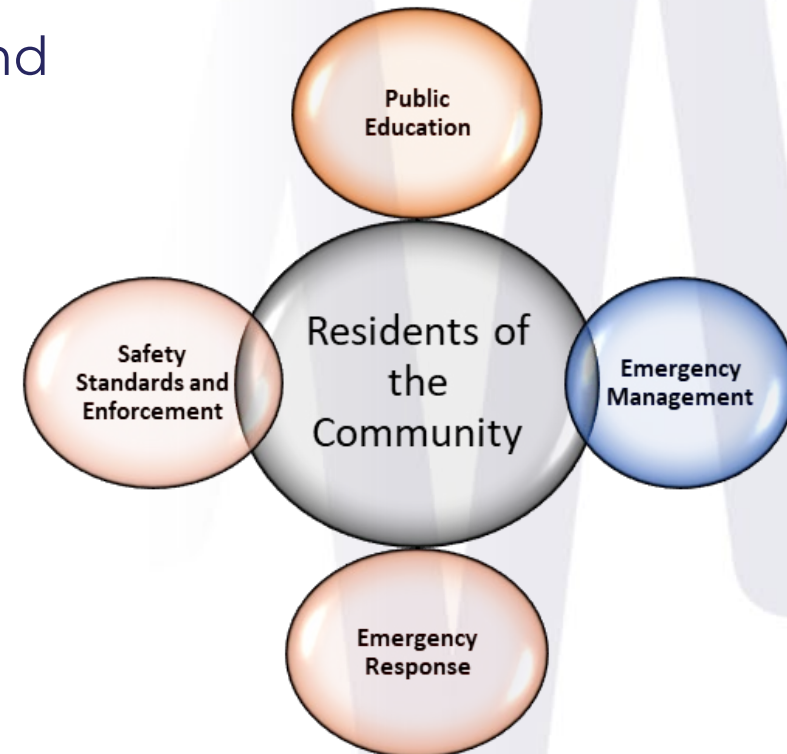 nd
Public
Education
Safety
Standards and
Enforcement
Residents of
the
Community
Emergency
Management
Emergency
Response